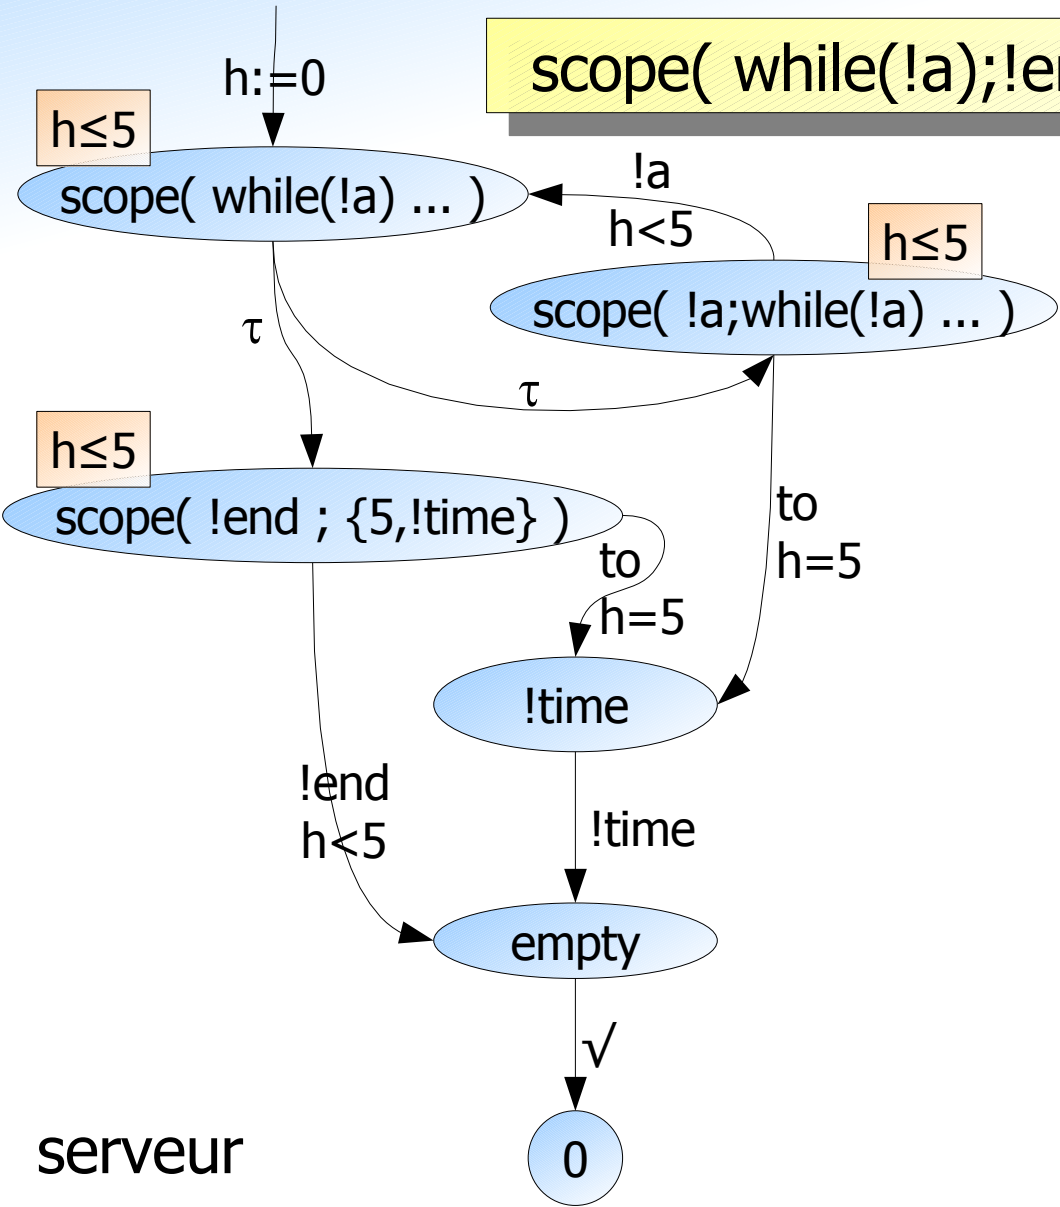 scope( while(!a);!e
h:=0
h≤5
scope( while(!a) ... )
!a
h<5
h≤5
scope( !a;while(!a) ... )
τ
τ
h≤5
scope( !end ; {5,!time} )
to
h=5
to
h=5
!time
!end
h<5
!time
empty
√
serveur
0